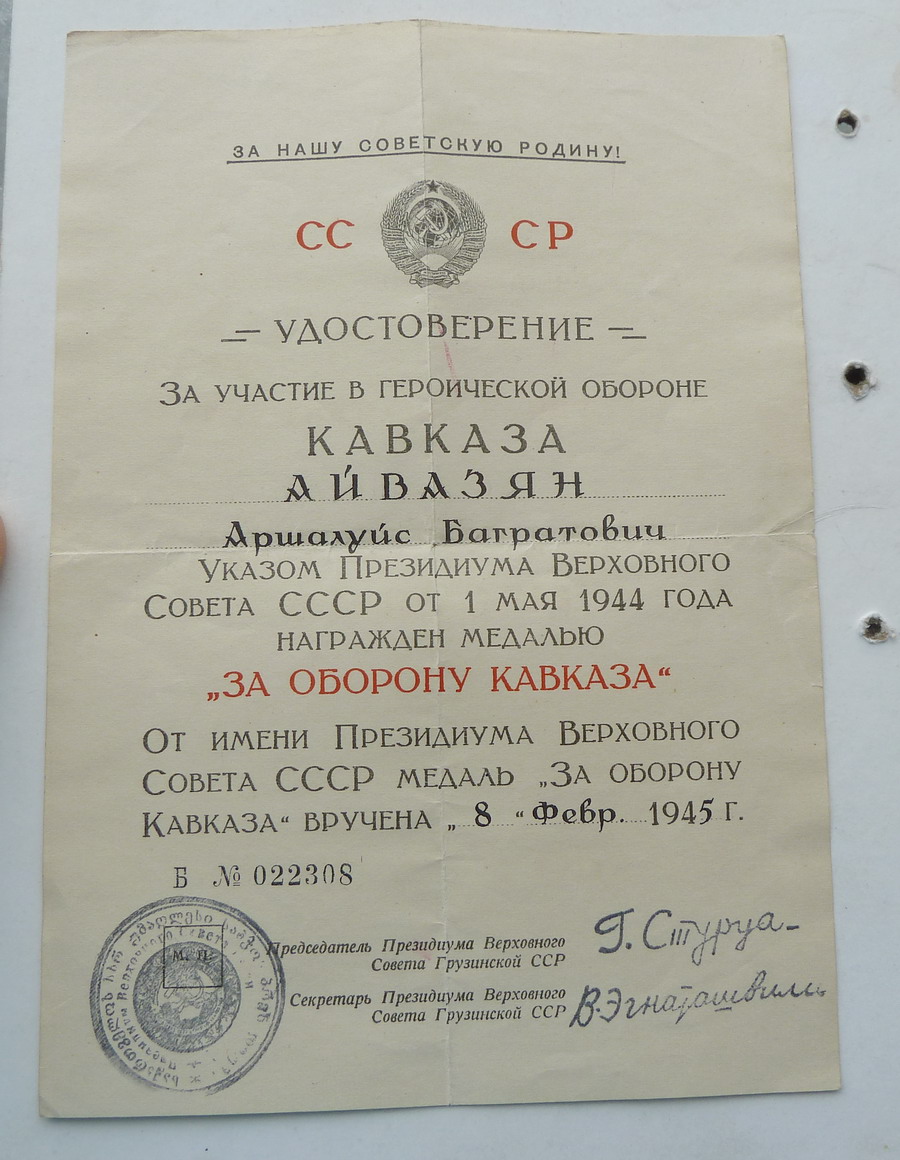 ЗА НАШУ СОВЕТСКУЮ РОДИНУ!
СС СР
УДОСТОВЕРЕНИЕ
ЗА УЧАСТИЕ В ГЕРОИЧЕСКОЙ ОБОРОНЕ
КАВКАЗА
АЙВАЗЯН
Аршалуйс Багратович
УКАЗОМ ПРЕЗИДИУМА ВЕРХОВНОГО
СОВЕТА СССР ОТ 1 МАЯ 1944 ГОДА
НАГРАЖДЕН МЕДАЛЬЮ
„ЗА ОБОРОНУ КАВКАЗА“
ОТ ИМЕНИ ПРЕЗИДИУМА ВЕРХОВНОГО
СОВЕТА СССР МЕДАЛЬ „ЗА ОБОРОНУ
КАВКАЗА“ ВРУЧЕНА „ 8 “ Февр. 1945 Г.
Б № 022308
М. П.
Председатель Президиума Верховного
Совета Грузинской ССР
Г. Стуруа
Секретарь Президиума Верховного
Совета Грузинской ССР
В. Эгнаташвили